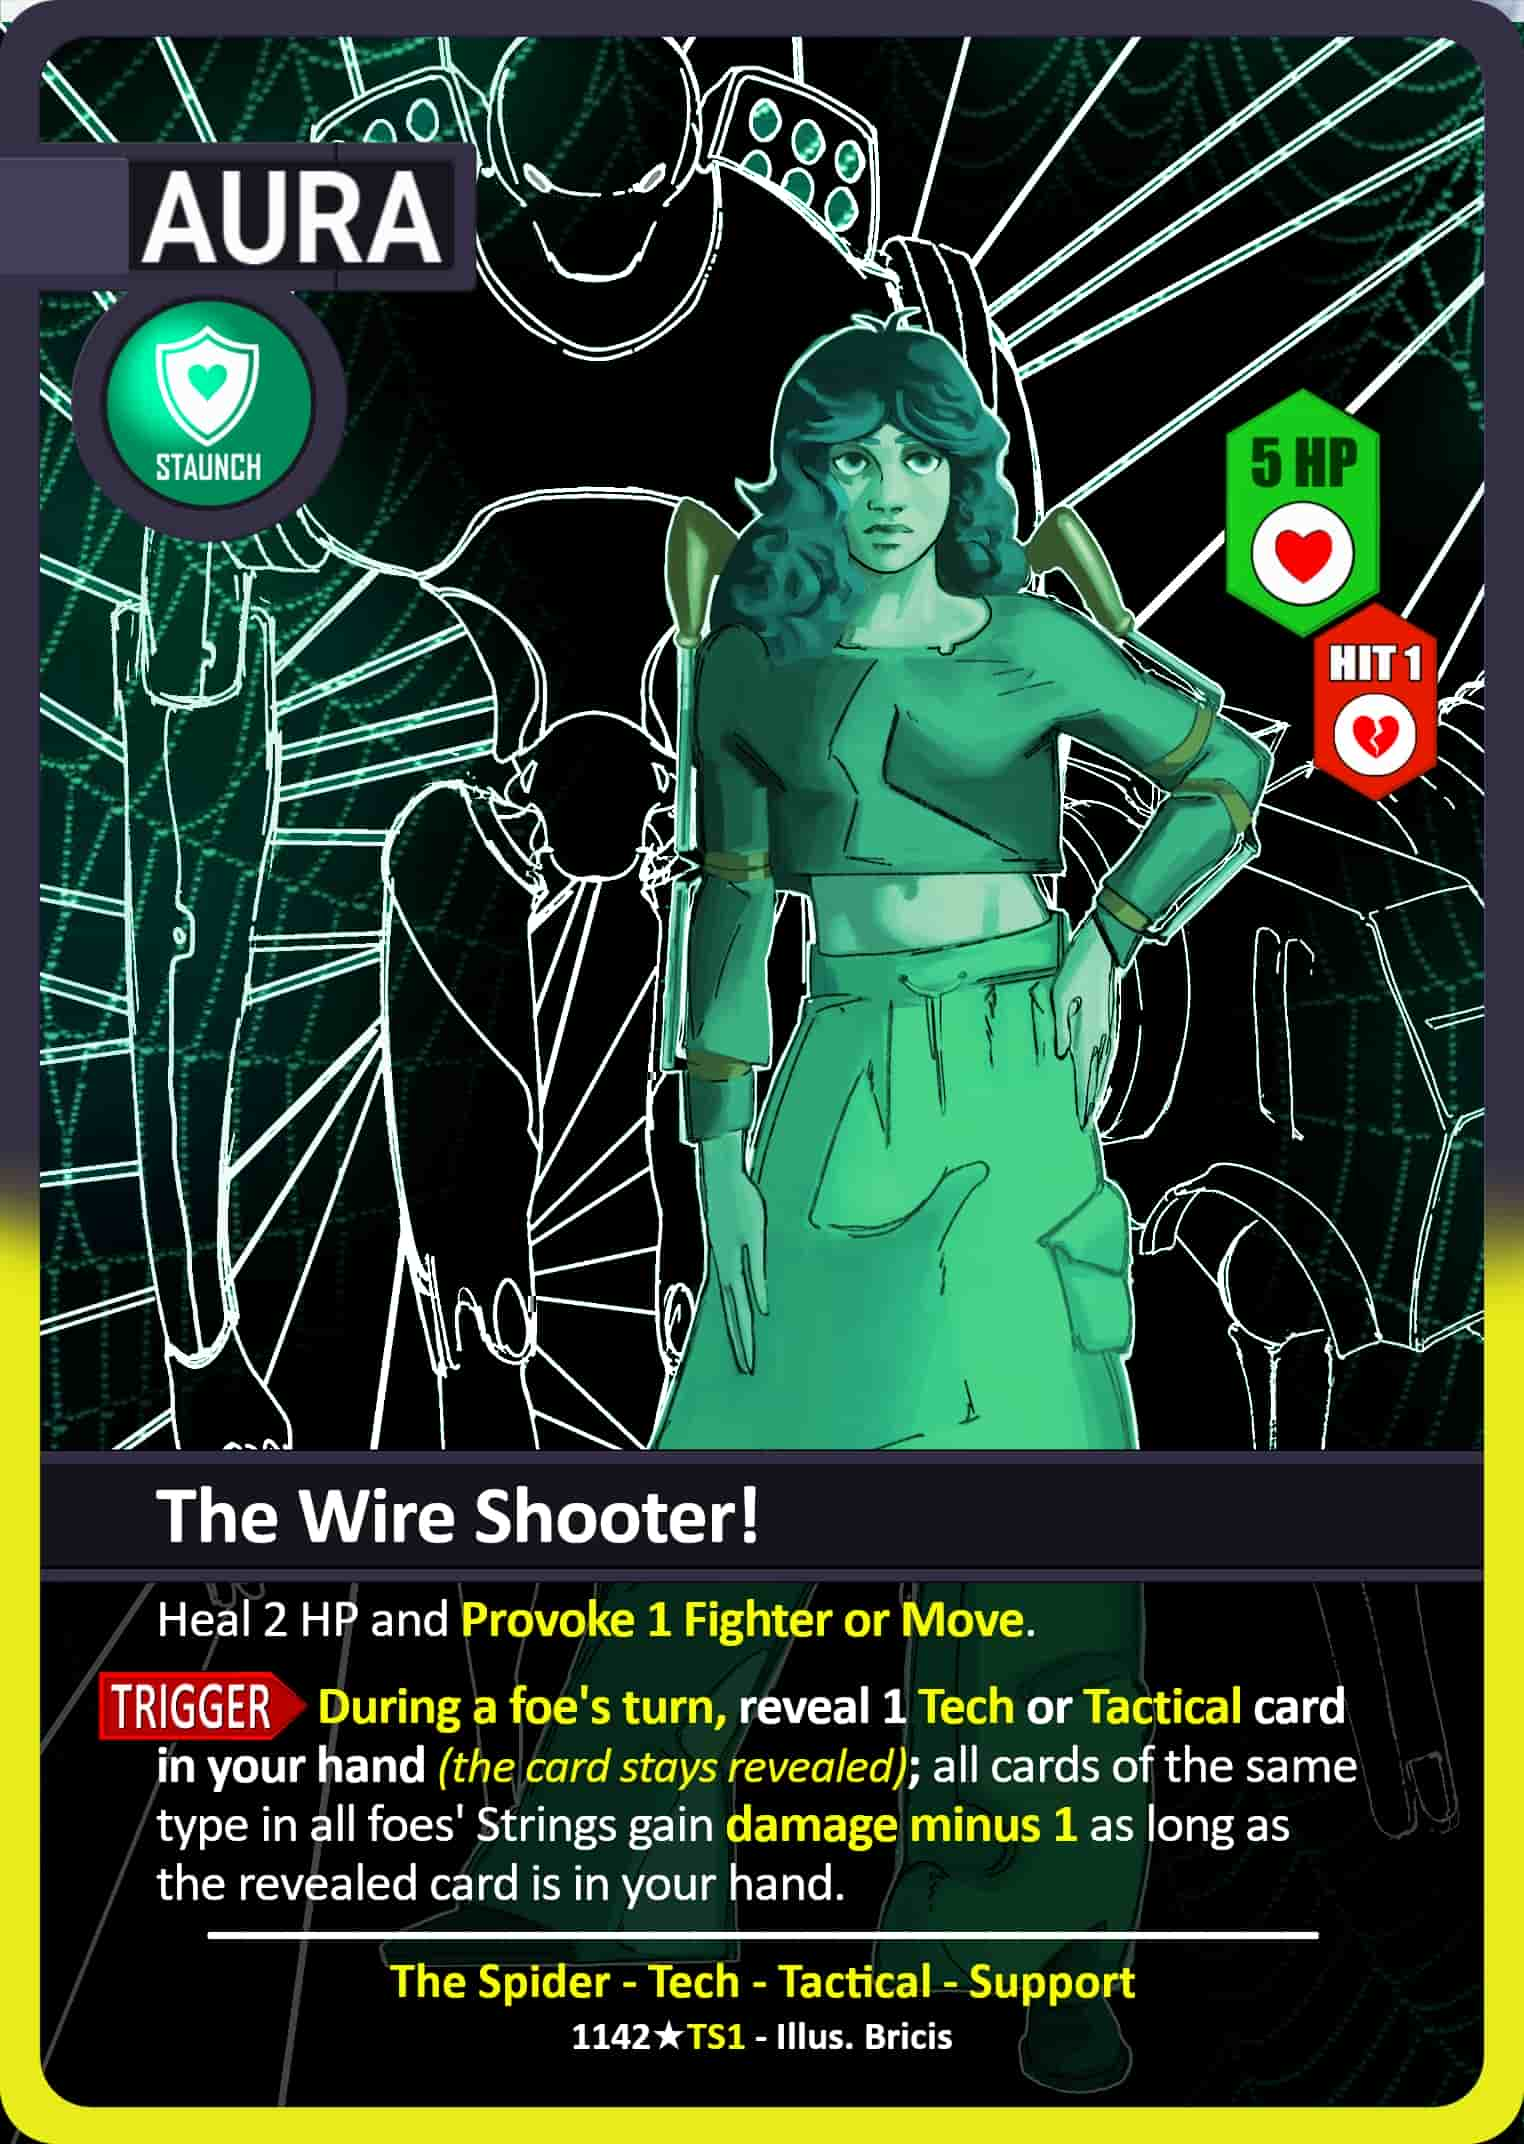 AURA
STAUNCH
5 HP
HIT 1
The Wire Shooter!
Heal 2 HP and Provoke 1 Fighter or Move.
TRIGGER During a foe's turn, reveal 1 Tech or Tactical card
in your hand (the card stays revealed); all cards of the same
type in all foes' Strings gain damage minus 1 as long as
the revealed card is in your hand.
The Spider - Tech - Tactical - Support
1142★TS1 - Illus. Bricis